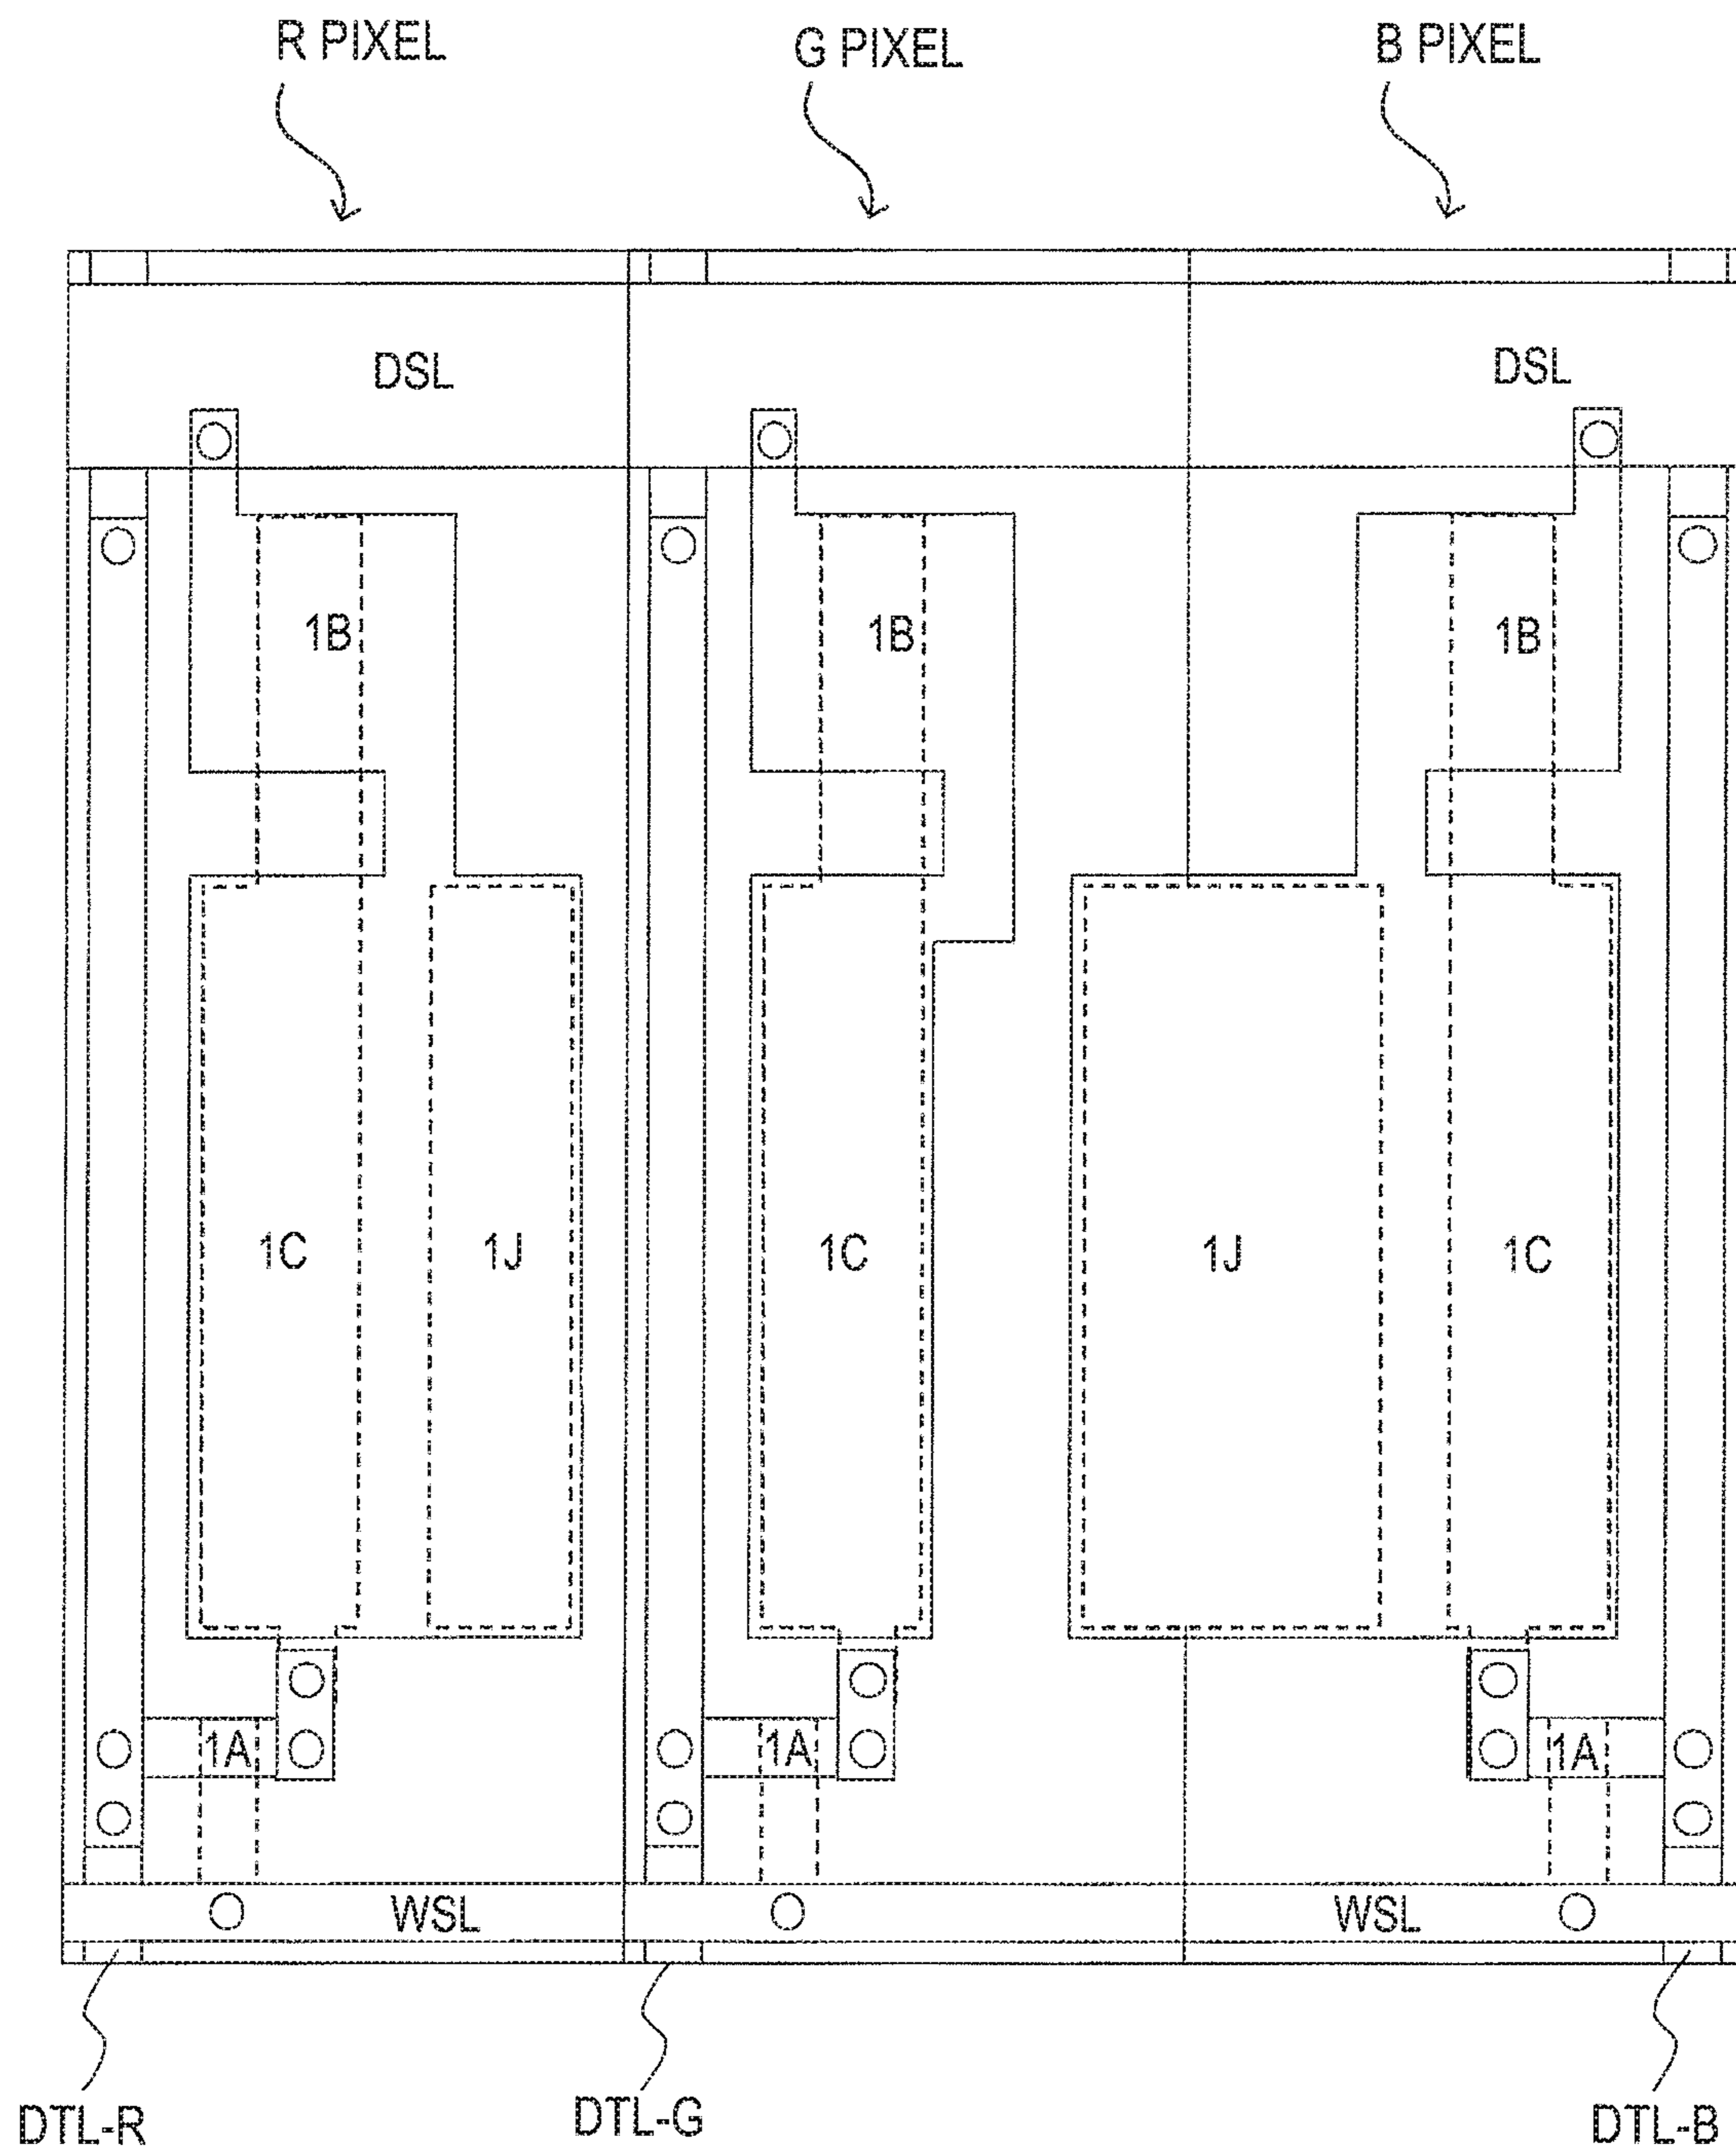 R PIXEL
G PIXEL
B PIXEL
DSL
DSL
1B
1B
1B
1C
1J
1C
1J
1C
1A
1A
1A
WSL
WSL
DTL-R
DTL-G
DTL-B